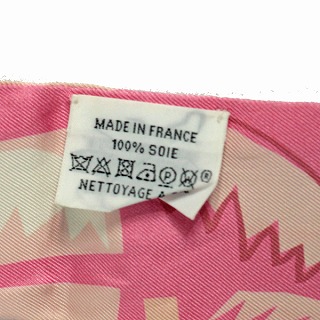 MADE IN FRANCE
100% SOIE
P W ®
NETTOYAGE A